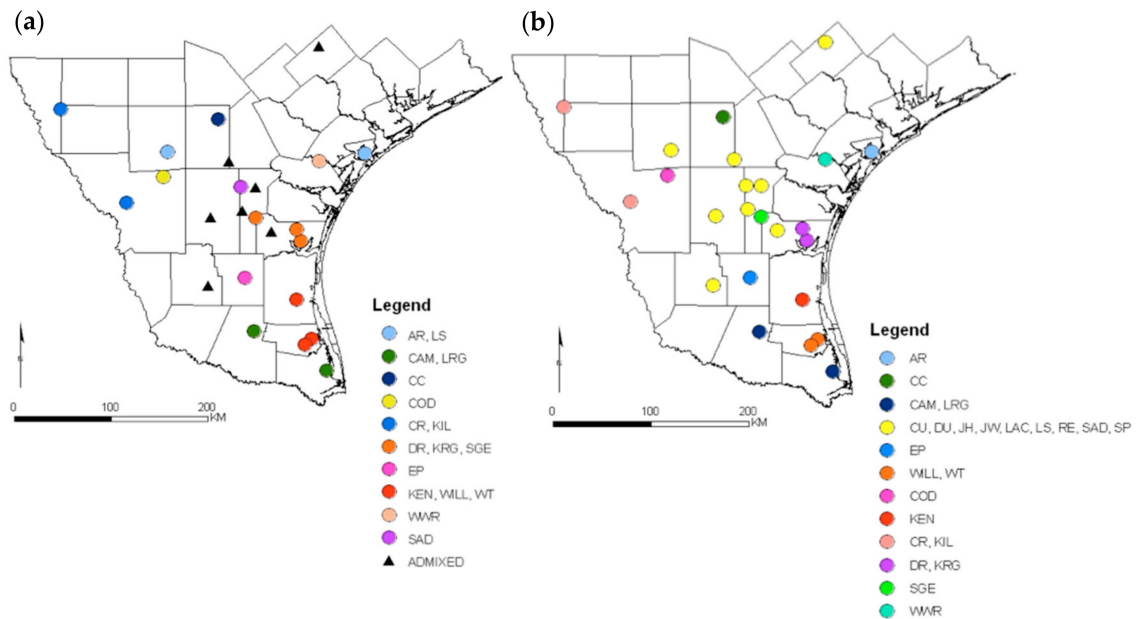 (a)
Legend
AR, LS
CAM, LRG
CC
COD
CR, KIL
DR, KRG, SGE
EP
KEN, WILL, WT
WWR
SAD
ADMIXED
0 100 200
KM
(b)
Legend
AR
CC
CAM, LRG
CU, DU, JH, JW, LAC, LS, RE, SAD, SP
EP
WILL, WT
COD
KEN
CR, KIL
DR, KRG
SGE
WWR
0 100 200
KM